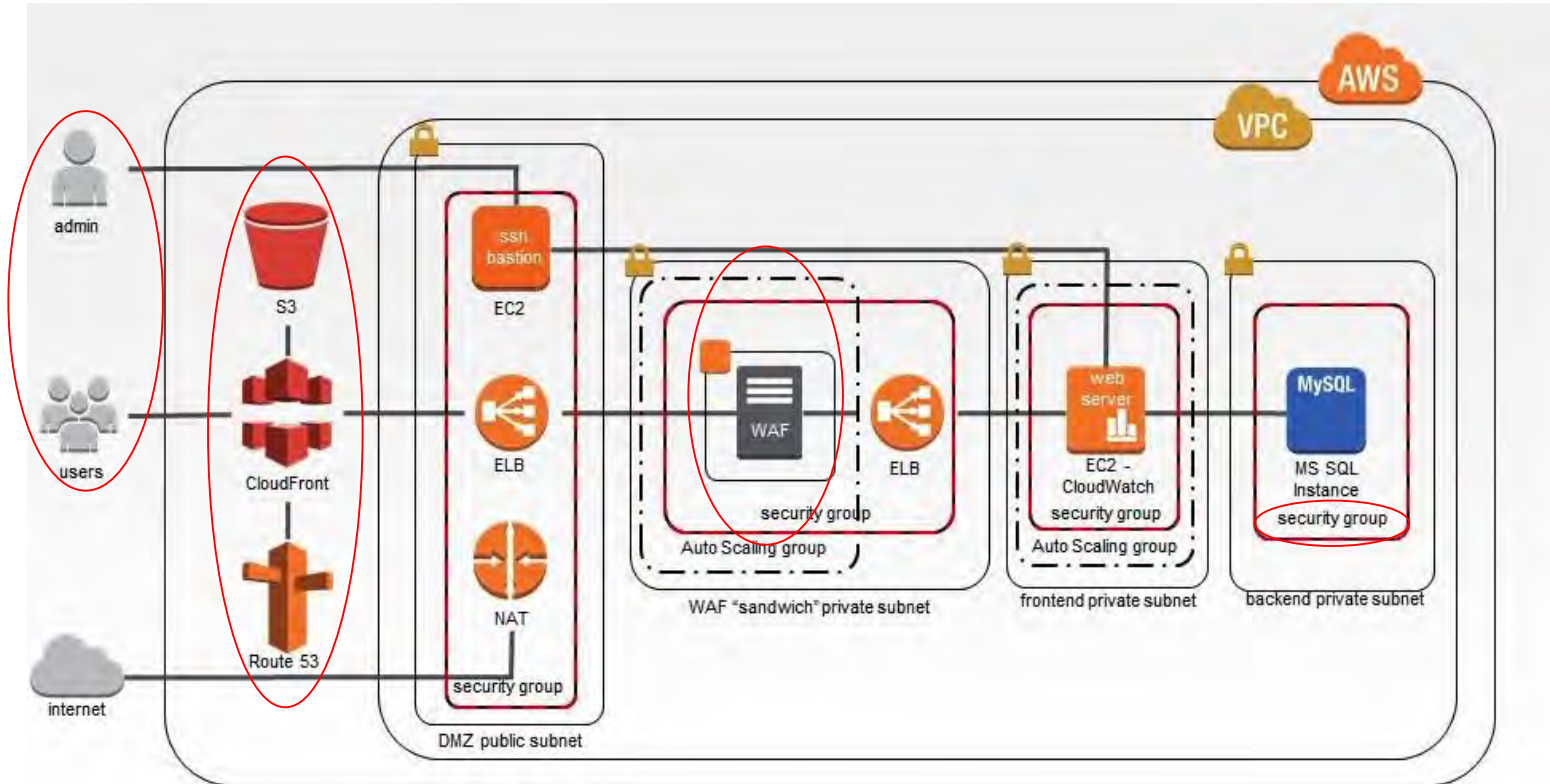 AWS
VPC
admin
S3
ssh
bastion
EC2
users
CloudFront
ELB
WAF
ELB
web
server
EC2 -
CloudWatch
security group
Auto Scaling group
MySQL
MS SQL
Instance
security group
security group
Auto Scaling group
WAF “sandwich” private subnet
frontend private subnet
backend private subnet
Route 53
NAT
security group
DMZ public subnet
internet